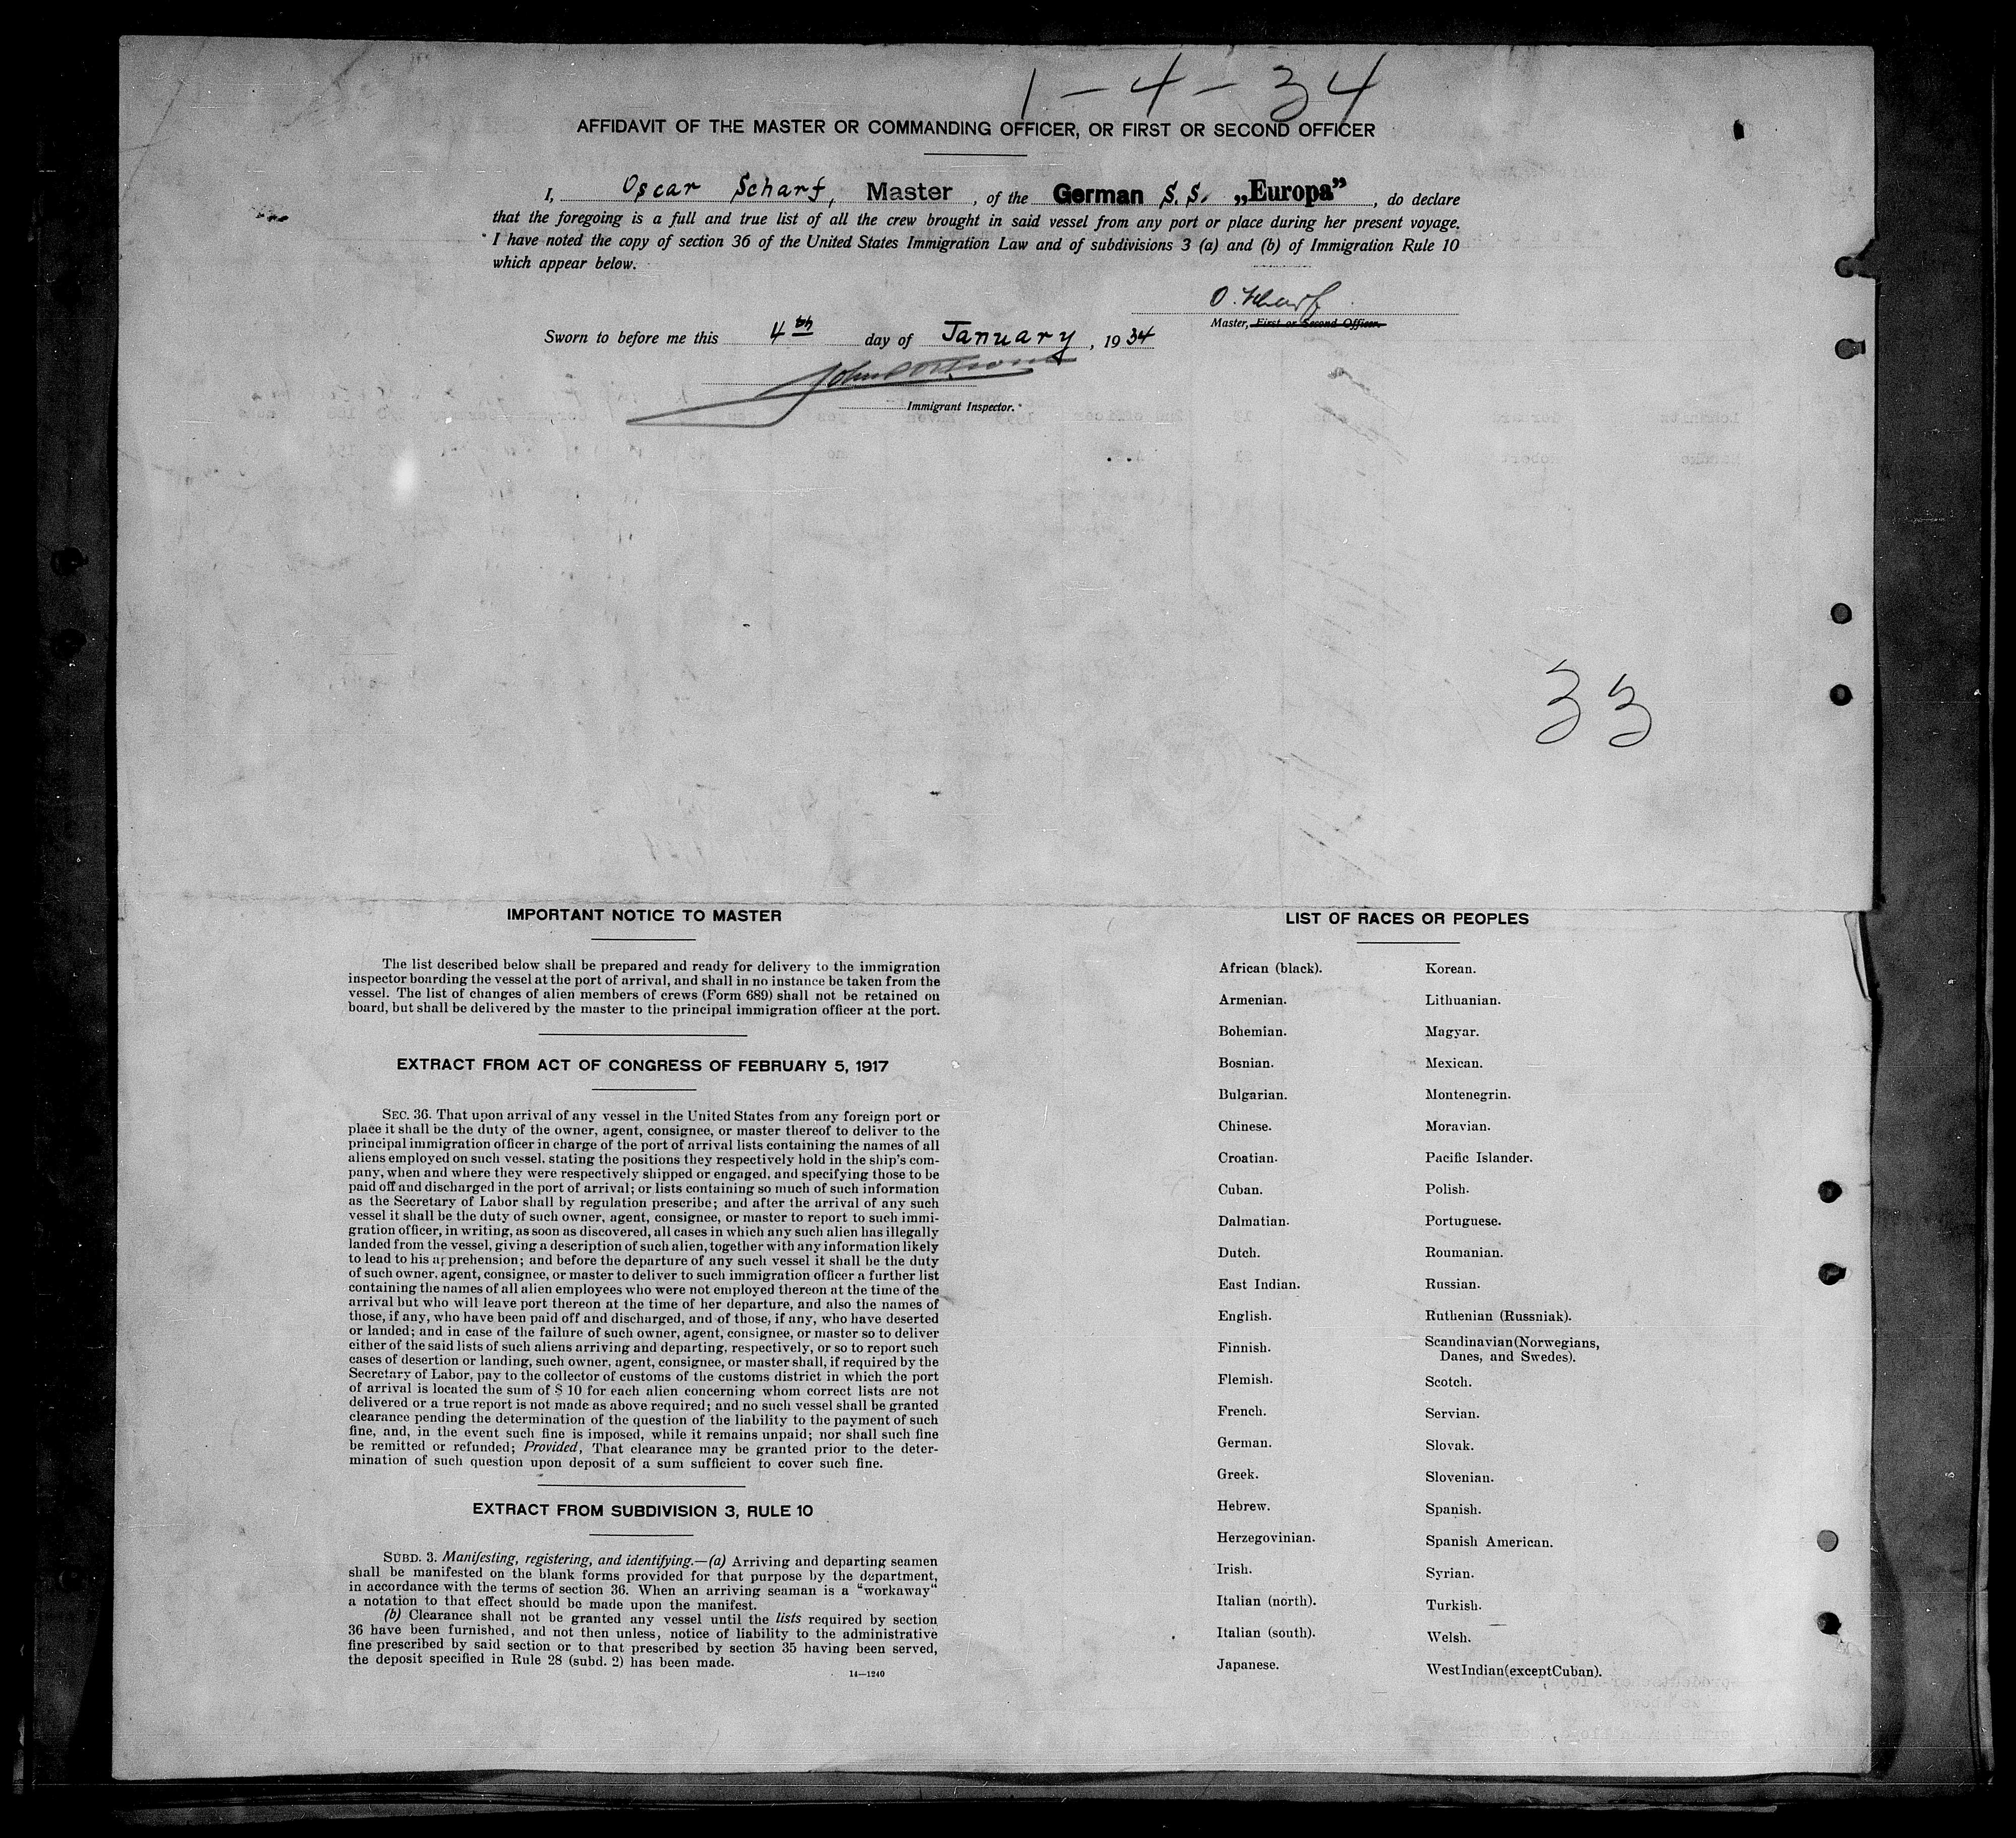 1-4-34
AFFIDAVIT OF THE MASTER OR COMMANDING OFFICER, OR FIRST OR SECOND OFFICER
I, Oscar Scharf, Master, of the German S.S. „Europa”, do declare
that the foregoing is a full and true list of all the crew brought in said vessel from any port or place during her present voyage.
I have noted the copy of section 36 of the United States Immigration Law and of subdivisions 3 (a) and (b) of Immigration Rule 10
which appear below.
O. Scharf
Master, First or Second Officer.
Sworn to before me this 4th day of January, 1934
Immigrant Inspector.
33
IMPORTANT NOTICE TO MASTER
The list described below shall be prepared and ready for delivery to the immigration
inspector boarding the vessel at the port of arrival, and shall in no instance be taken from the
vessel. The list of changes of alien members of crews (Form 689) shall not be retained on
board, but shall be delivered by the master to the principal immigration officer at the port.
EXTRACT FROM ACT OF CONGRESS OF FEBRUARY 5, 1917
SEC. 36. That upon arrival of any vessel in the United States from any foreign port or
place it shall be the duty of the owner, agent, consignee, or master thereof to deliver to the
principal immigration officer in charge of the port of arrival lists containing the names of all
aliens employed on such vessel, stating the positions they respectively hold in the ship's com-
pany, when and where they were respectively shipped or engaged, and specifying those to be
paid off and discharged in the port of arrival; or lists containing so much of such information
as the Secretary of Labor shall by regulation prescribe; and after the arrival of any such
vessel it shall be the duty of such owner, agent, consignee, or master to report to such immi-
gration officer, in writing, as soon as discovered, all cases in which any such alien has illegally
landed from the vessel, giving a description of such alien, together with any information likely
to lead to his apprehension; and before the departure of any such vessel it shall be the duty
of such owner, agent, consignee, or master to deliver to such immigration officer a further list
containing the names of all alien employees who were not employed thereon at the time of the
arrival but who will leave port thereon at the time of her departure, and also the names of
those, if any, who have been paid off and discharged, and of those, if any, who have deserted
or landed; and in case of the failure of such owner, agent, consignee, or master so to deliver
either of the said lists of such aliens arriving and departing, respectively, or so to report such
cases of desertion or landing, such owner, agent, consignee, or master shall, if required by the
Secretary of Labor, pay to the collector of customs of the customs district in which the port
of arrival is located the sum of $ 10 for each alien concerning whom correct lists are not
delivered or a true report is not made as above required; and no such vessel shall be granted
clearance pending the determination of the question of the liability to the payment of such
fine, and, in the event such fine is imposed, while it remains unpaid; nor shall such fine
be remitted or refunded; Provided, That clearance may be granted prior to the deter-
mination of such question upon deposit of a sum sufficient to cover such fine.
EXTRACT FROM SUBDIVISION 3, RULE 10
SUBD. 3. Manifesting, registering, and identifying.—(a) Arriving and departing seamen
shall be manifested on the blank forms provided for that purpose by the department,
in accordance with the terms of section 36. When an arriving seaman is a “workaway“
a notation to that effect should be made upon the manifest.
(b) Clearance shall not be granted any vessel until the lists required by section
36 have been furnished, and not then unless, notice of liability to the administrative
fine prescribed by said section or to that prescribed by section 35 having been served,
the deposit specified in Rule 28 (subd. 2) has been made.
14—1240
LIST OF RACES OR PEOPLES
African (black).
Armenian.
Bohemian.
Bosnian.
Bulgarian.
Chinese.
Croatian.
Cuban.
Dalmatian.
Dutch.
East Indian.
English.
Finnish.
Flemish.
French.
German.
Greek.
Hebrew.
Herzegovinian.
Irish.
Italian (north).
Italian (south).
Japanese.
Korean.
Lithuanian.
Magyar.
Mexican.
Montenegrin.
Moravian.
Pacific Islander.
Polish.
Portuguese.
Roumanian.
Russian.
Ruthenian (Russniak).
Scandinavian(Norwegians,
Danes, and Swedes).
Scotch.
Servian.
Slovak.
Slovenian.
Spanish.
Spanish American.
Syrian.
Turkish.
Welsh.
WestIndian(exceptCuban).